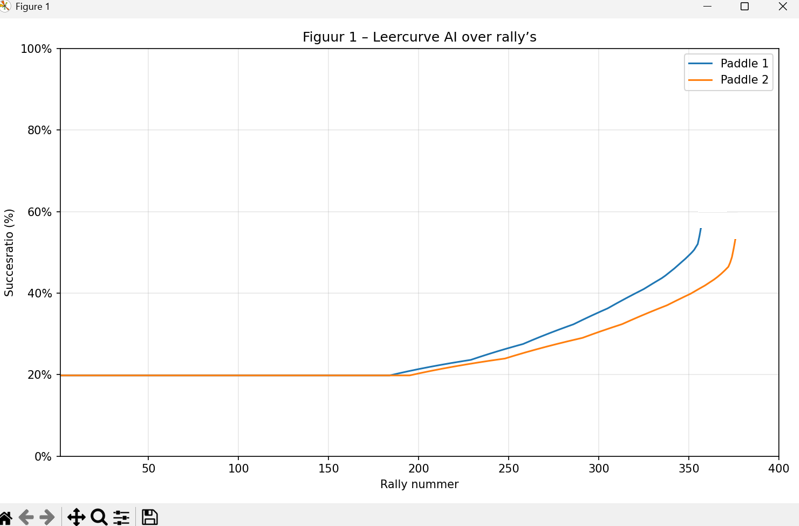 Figure 1
Figuur 1 – Leercurve AI over rally’s
Paddle 1
Paddle 2
Succesratio (%)
100%
80%
60%
40%
20%
0%
50 100 150 200 250 300 350 400
Rally nummer